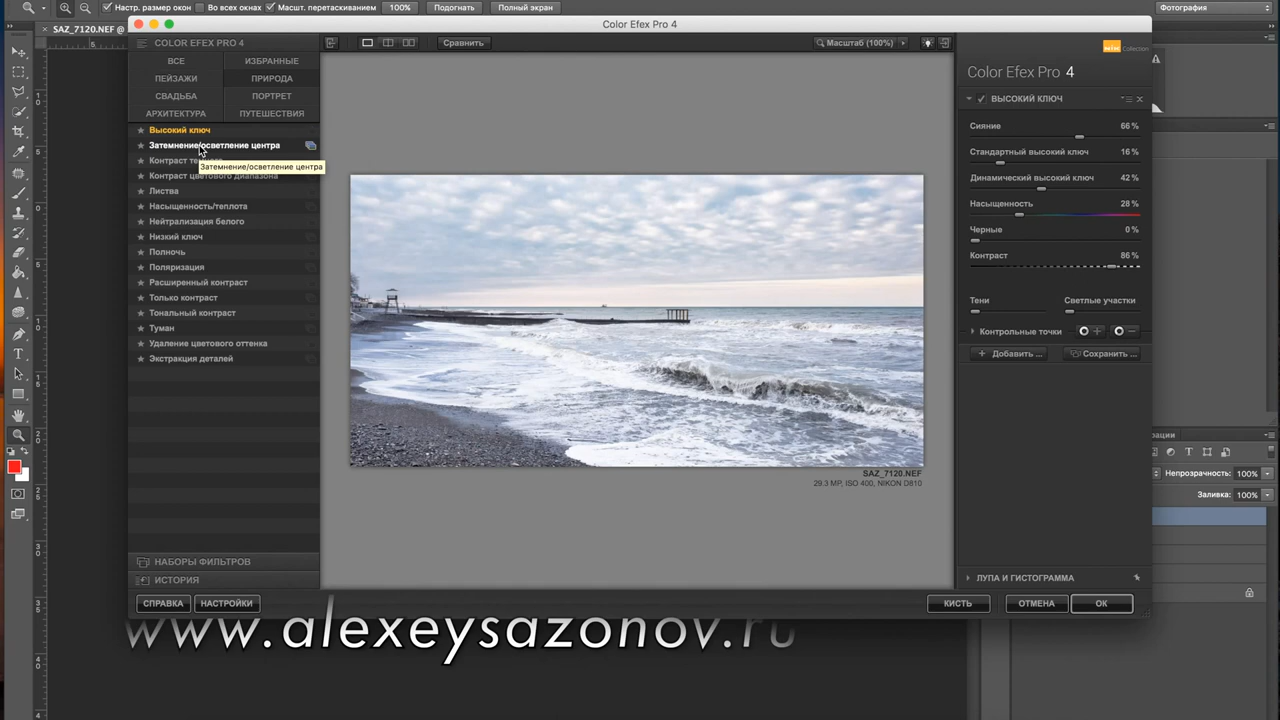 Настр. размер окон
Во всех окнах
Масшт. перетаскиванием
100%
Подогнать
Полный экран
Фотография
SAZ_7120.NEF @
Color Efex Pro 4
COLOR EFEX PRO 4
Сравнить
Масштаб (100%)
Collection
Color Efex Pro 4
ВСЕ
ИЗБРАННЫЕ
ПЕЙЗАЖИ
ПРИРОДА
СВАДЬБА
ПОРТРЕТ
АРХИТЕКТУРА
ПУТЕШЕСТВИЯ
Высокий ключ
Затемнение/осветление центра
Контраст
Затемнение/осветление центра
Контраст цветового диапазона
Листва
Насыщенность/теплота
Нейтрализация белого
Низкий ключ
Полночь
Поляризация
Расширенный контраст
Только контраст
Тональный контраст
Туман
Удаление цветового оттенка
Экстракция деталей
НАБОРЫ ФИЛЬТРОВ
ИСТОРИЯ
СПРАВКА
НАСТРОЙКИ
SAZ_7120.NEF
29.3 MP, ISO 400, NIKON D810
ВЫСОКИЙ КЛЮЧ
Сияние 66%
Стандартный высокий ключ 16%
Динамический высокий ключ 42%
Насыщенность 28%
Черные 0%
Контраст 86%
Тени
Светлые участки
Контрольные точки
Добавить ...
Сохранить ...
ЛУПА И ГИСТОГРАММА
КИСТЬ
ОТМЕНА
ОК
Непрозрачность: 100%
Заливка: 100%
www.alexeysazonov.ru